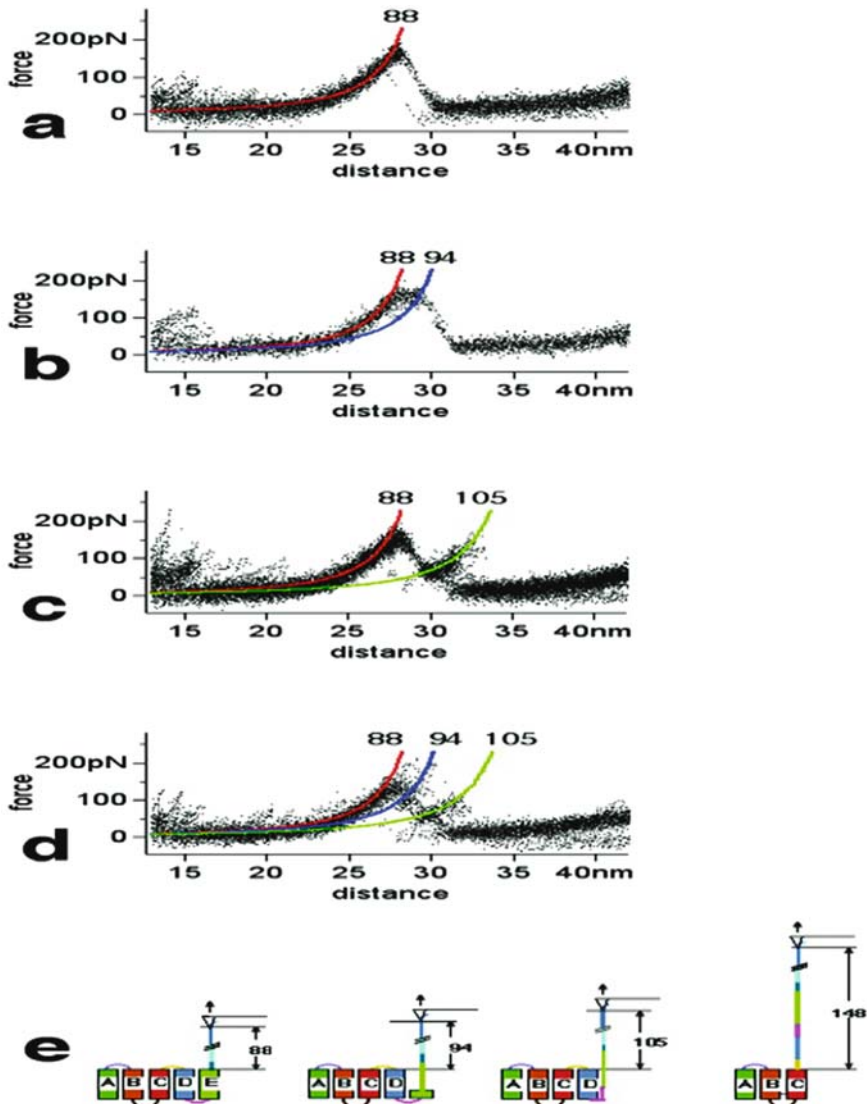 88
200pN
100
0
force
a
15 20 25 30 35 40nm
distance
88 94
200pN
100
0
force
b
15 20 25 30 35 40nm
distance
88 105
200pN
100
0
force
c
15 20 25 30 35 40nm
distance
88 94 105
200pN
100
0
force
d
15 20 25 30 35 40nm
distance
e
88 94 105 148
A B C D E A B C D A B C D A B C